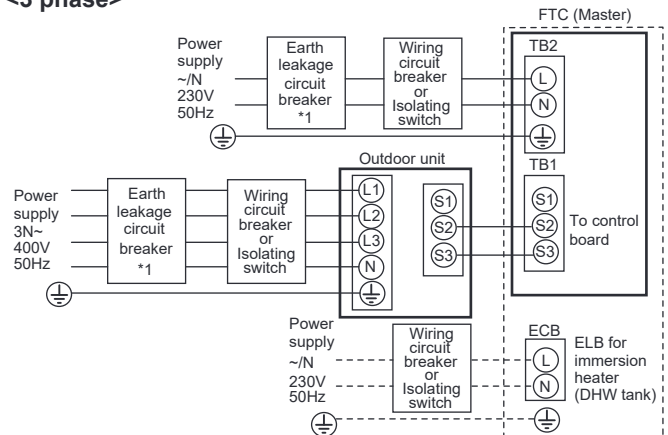 <3 phase>
FTC (Master)
Power
supply
~/N
230V
50Hz
Earth
leakage
circuit
breaker
*1
Wiring
circuit
breaker
or
Isolating
switch
TB2
L
N
Outdoor unit
TB1
Power
supply
3N~
400V
50Hz
Earth
leakage
circuit
breaker
*1
Wiring
circuit
breaker
or
Isolating
switch
L1
L2
L3
N
S1
S2
S3
S1
S2
S3
To control
board
Power
supply
~/N
230V
50Hz
Wiring
circuit
breaker
or
Isolating
switch
ECB
L
N
ELB for
immersion
heater
(DHW tank)